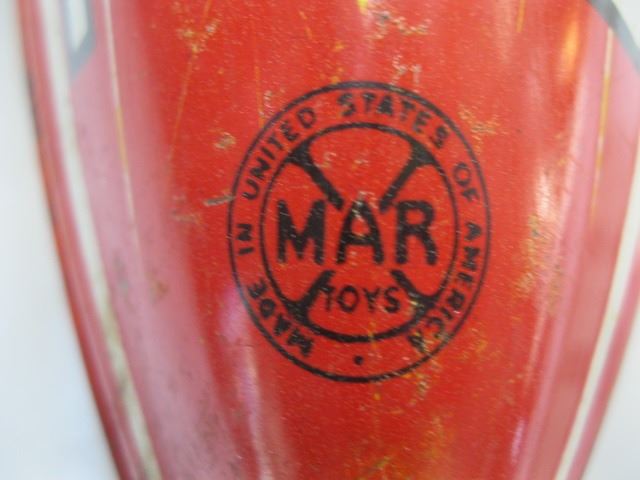 MADE IN UNITED STATES OF AMERICA
MAR
TOYS